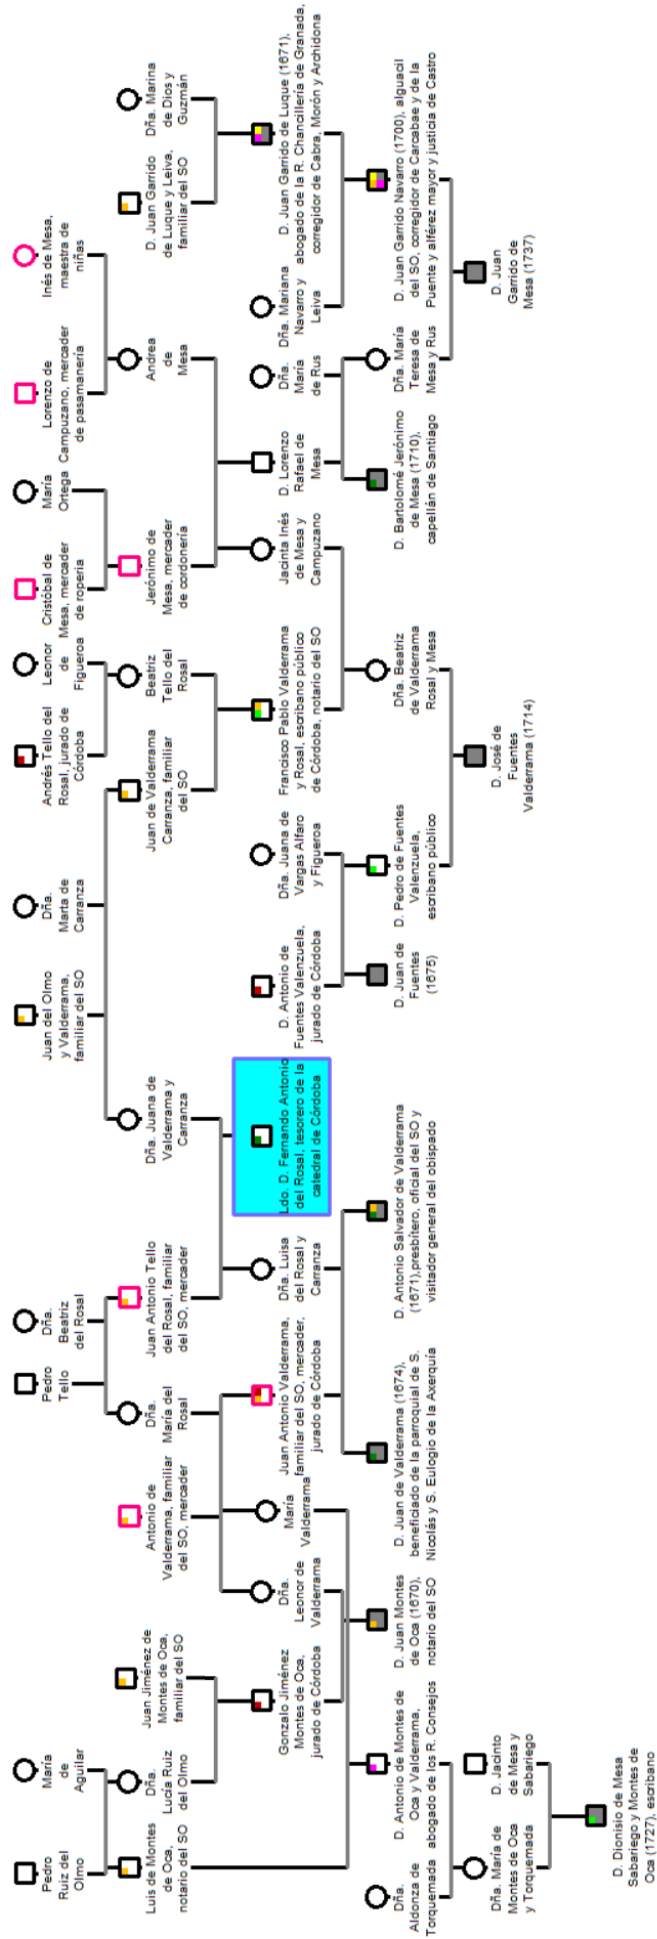 Pedro
Ruiz del
Olmo
María
de
Aguilar
Pedro
Tello
Dña.
Beatriz
del Rosal
Juan del Olmo
y Valderrama,
familiar del SO
Dña.
Marta de
Carranza
Andrés Tello del
Rosal, jurado de
Córdoba
Leonor
de
Figueroa
Cristóbal de
Mesa, mercader
de ropería
María
Ortega
Lorenzo de
Campuzano, mercader
de pasamanería
Inés de Mesa,
maestra de
niñas
Luis de Montes
de Oca,
notario del SO
Dña.
Lucía Ruiz
del Olmo
Juan Jiménez de
Montes de Oca,
familiar del SO
Antonio de
Valderrama, familiar
del SO, mercader
Dña.
María del
Rosal
Juan Antonio Tello
del Rosal, familiar
del SO, mercader
Dña. Juana de
Valderrama y
Carranza
Juan de Valderrama
Carranza, familiar
del SO
Beatriz
Tello del
Rosal
Jerónimo de
Mesa, mercader
de cordonería
Andrea
de
Mesa
D. Juan Garrido
de Luque y Leiva,
familiar del SO
Dña. Marina
de Dios y
Guzmán
Gonzalo Jiménez
Montes de Oca,
jurado de Córdoba
Dña.
Leonor de
Valderrama
María
Valderrama
Juan Antonio Valderrama,
familiar del SO, mercader,
jurado de Córdoba
Dña. Luisa
del Rosal y
Carranza
Ldo. D. Fernando Antonio
del Rosal, tesorero de la
catedral de Córdoba
D. Antonio de
Fuentes Valenzuela,
jurado de Córdoba
Dña. Juana de
Vargas Alfaro
y Figueroa
Francisco Pablo Valderrama
y Rosal, escribano público
de Córdoba, notario del SO
Jacinta Inés
de Mesa y
Campuzano
D. Lorenzo
Rafael de
Mesa
Dña.
María
de Rus
Dña. Mariana
Navarro y
Leiva
D. Juan Garrido de Luque (1671),
abogado de la R. Chancillería de Granada,
corregidor de Cabra, Morón y Archidona
Dña.
Aldonza de
Torquemada
D. Antonio de Montes de
Oca y Valderrama,
abogado de los R. Consejos
D. Juan Montes
de Oca (1670),
notario del SO
D. Juan de Valderrama (1674),
beneficiado de la parroquial de S.
Nicolás y S. Eulogio de la Axerquía
D. Antonio Salvador de Valderrama
(1671),presbítero, oficial del SO y
visitador general del obispado
D. Juan de
Fuentes
(1675)
D. Pedro de Fuentes
Valenzuela,
escribano público
Dña. Beatriz
de Valderrama
Rosal y Mesa
D. Bartolomé Jerónimo
de Mesa (1710),
capellán de Santiago
Dña. María
Teresa de
Mesa y Rus
D. Juan Garrido Navarro (1700), alguacil
del SO, corregidor de Carcabae y de la
Puente y alférez mayor y justicia de Castro
Dña. María de
Montes de Oca
y Torquemada
D. Jacinto
de Mesa y
Sabariego
D. José de
Fuentes
Valderrama (1714)
D. Juan
Garrido de
Mesa (1737)
D. Dionisio de Mesa
Sabariego y Montes de
Oca (1727), escribano